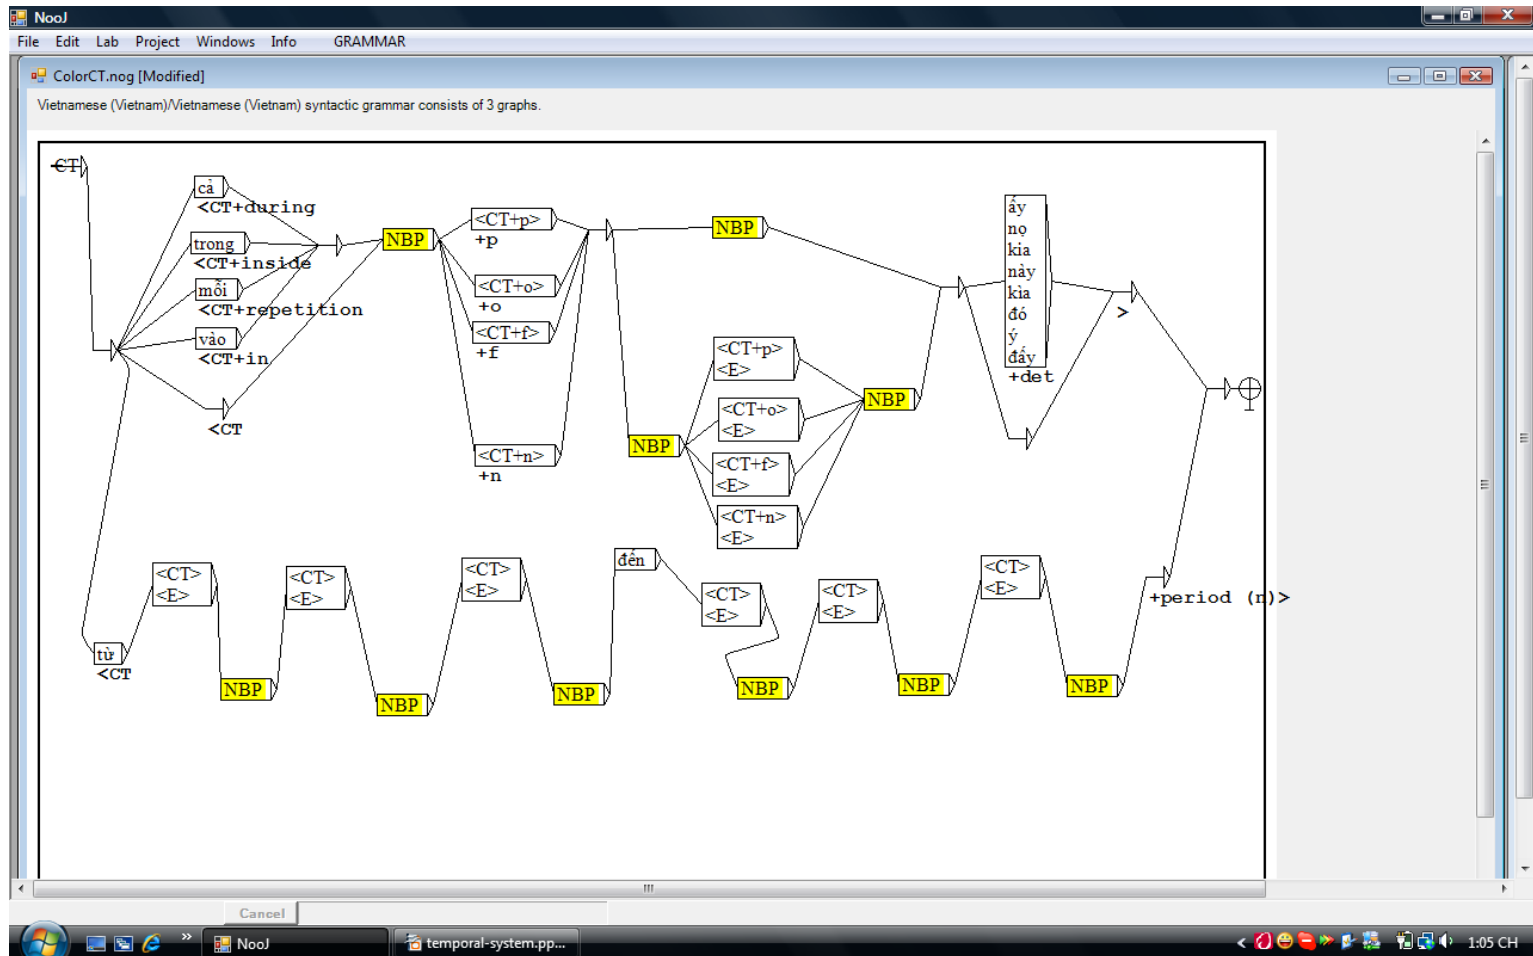 NooJ
File Edit Lab Project Windows Info GRAMMAR
ColorCT.nog [Modified]
Vietnamese (Vietnam)/Vietnamese (Vietnam) syntactic grammar consists of 3 graphs.
CT
cả
<CT+during
trong
<CT+inside
mỗi
<CT+repetition
vào
<CT+in
<CT
NBP
<CT+p>
+p
<CT+o>
+o
<CT+f>
+f
<CT+n>
+n
NBP
NBP
<CT+p>
<E>
<CT+o>
<E>
<CT+f>
<E>
<CT+n>
<E>
NBP
ấy
nọ
kia
này
kìa
đó
ý
đấy
+det
>
từ
<CT
<CT>
<E>
NBP
<CT>
<E>
NBP
<CT>
<E>
NBP
đến
<CT>
<E>
NBP
<CT>
<E>
NBP
<CT>
<E>
NBP
+period (n)>
Cancel
NooJ
temporal-system.pp...
1:05 CH